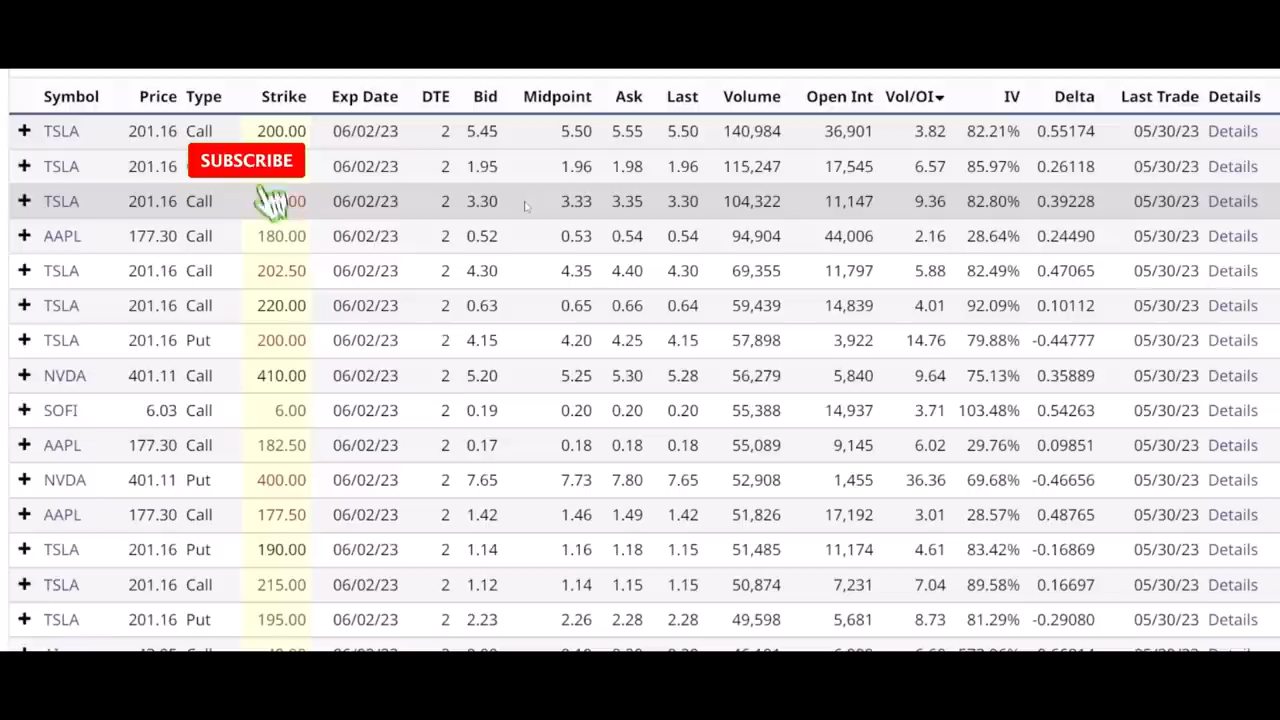 Symbol Price Type Strike Exp Date DTE Bid Midpoint Ask Last Volume Open Int Vol/OI IV Delta Last Trade Details
+ TSLA 201.16 Call 200.00 06/02/23 2 5.45 5.50 5.55 5.50 140,984 36,901 3.82 82.21% 0.55174 05/30/23 Details
+ TSLA 201.16 SUBSCRIBE 06/02/23 2 1.95 1.96 1.98 1.96 115,247 17,545 6.57 85.97% 0.26118 05/30/23 Details
+ TSLA 201.16 Call 06/02/23 2 3.30 3.33 3.35 3.30 104,322 11,147 9.36 82.80% 0.39228 05/30/23 Details
+ AAPL 177.30 Call 180.00 06/02/23 2 0.52 0.53 0.54 0.54 94,904 44,006 2.16 28.64% 0.24490 05/30/23 Details
+ TSLA 201.16 Call 202.50 06/02/23 2 4.30 4.35 4.40 4.30 69,355 11,797 5.88 82.49% 0.47065 05/30/23 Details
+ TSLA 201.16 Call 220.00 06/02/23 2 0.63 0.65 0.66 0.64 59,439 14,839 4.01 92.09% 0.10112 05/30/23 Details
+ TSLA 201.16 Put 200.00 06/02/23 2 4.15 4.20 4.25 4.15 57,898 3,922 14.76 79.88% -0.44777 05/30/23 Details
+ NVDA 401.11 Call 410.00 06/02/23 2 5.20 5.25 5.30 5.28 56,279 5,840 9.64 75.13% 0.35889 05/30/23 Details
+ SOFI 6.03 Call 6.00 06/02/23 2 0.19 0.20 0.20 0.20 55,388 14,937 3.71 103.48% 0.54263 05/30/23 Details
+ AAPL 177.30 Call 182.50 06/02/23 2 0.17 0.18 0.18 0.18 55,089 9,145 6.02 29.76% 0.09851 05/30/23 Details
+ NVDA 401.11 Put 400.00 06/02/23 2 7.65 7.73 7.80 7.65 52,908 1,455 36.36 69.68% -0.46656 05/30/23 Details
+ AAPL 177.30 Call 177.50 06/02/23 2 1.42 1.46 1.49 1.42 51,826 17,192 3.01 28.57% 0.48765 05/30/23 Details
+ TSLA 201.16 Put 190.00 06/02/23 2 1.14 1.16 1.18 1.15 51,485 11,174 4.61 83.42% -0.16869 05/30/23 Details
+ TSLA 201.16 Call 215.00 06/02/23 2 1.12 1.14 1.15 1.15 50,874 7,231 7.04 89.58% 0.16697 05/30/23 Details
+ TSLA 201.16 Put 195.00 06/02/23 2 2.23 2.26 2.28 2.28 49,598 5,681 8.73 81.29% -0.29080 05/30/23 Details